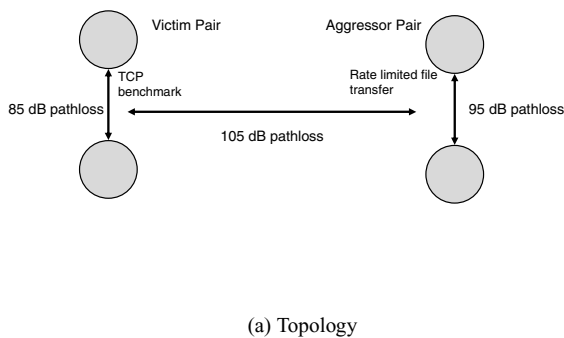 Victim Pair
Aggressor Pair
TCP
benchmark
Rate limited file
transfer
85 dB pathloss
95 dB pathloss
105 dB pathloss
(a) Topology